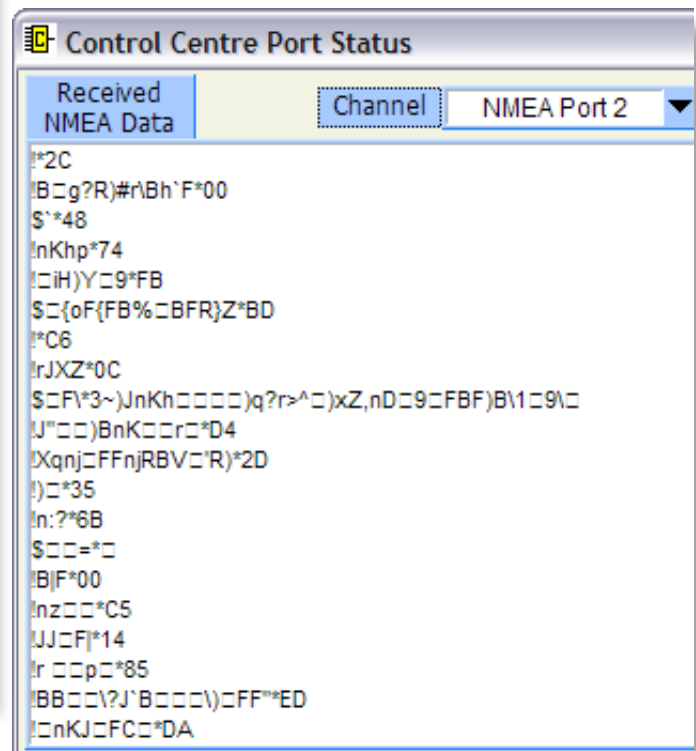 Control Centre Port Status
Received
NMEA Data
Channel
NMEA Port 2
!*2C
!B□g?R)#r\Bh`F*00
$`*48
!nKhp*74
!□iH)Y□9*FB
$□{oF{FB%□BFR}Z*BD
!*C6
!rJXZ*0C
$□F\*3~)JnKh□□□□)q?r>^□)xZ,nD□9□FBF)B\1□9\□
!J"□□)BnK□□r□*D4
!Xqnj□FFnjRBV□'R)*2D
!)□*35
!n:?*6B
$□□=*□
!B|F*00
!nz□□*C5
!JJ□F|*14
!r □□p□*85
!BB□□\?J`B□□□\)□FF"*ED
!□nKJ□FC□*DA